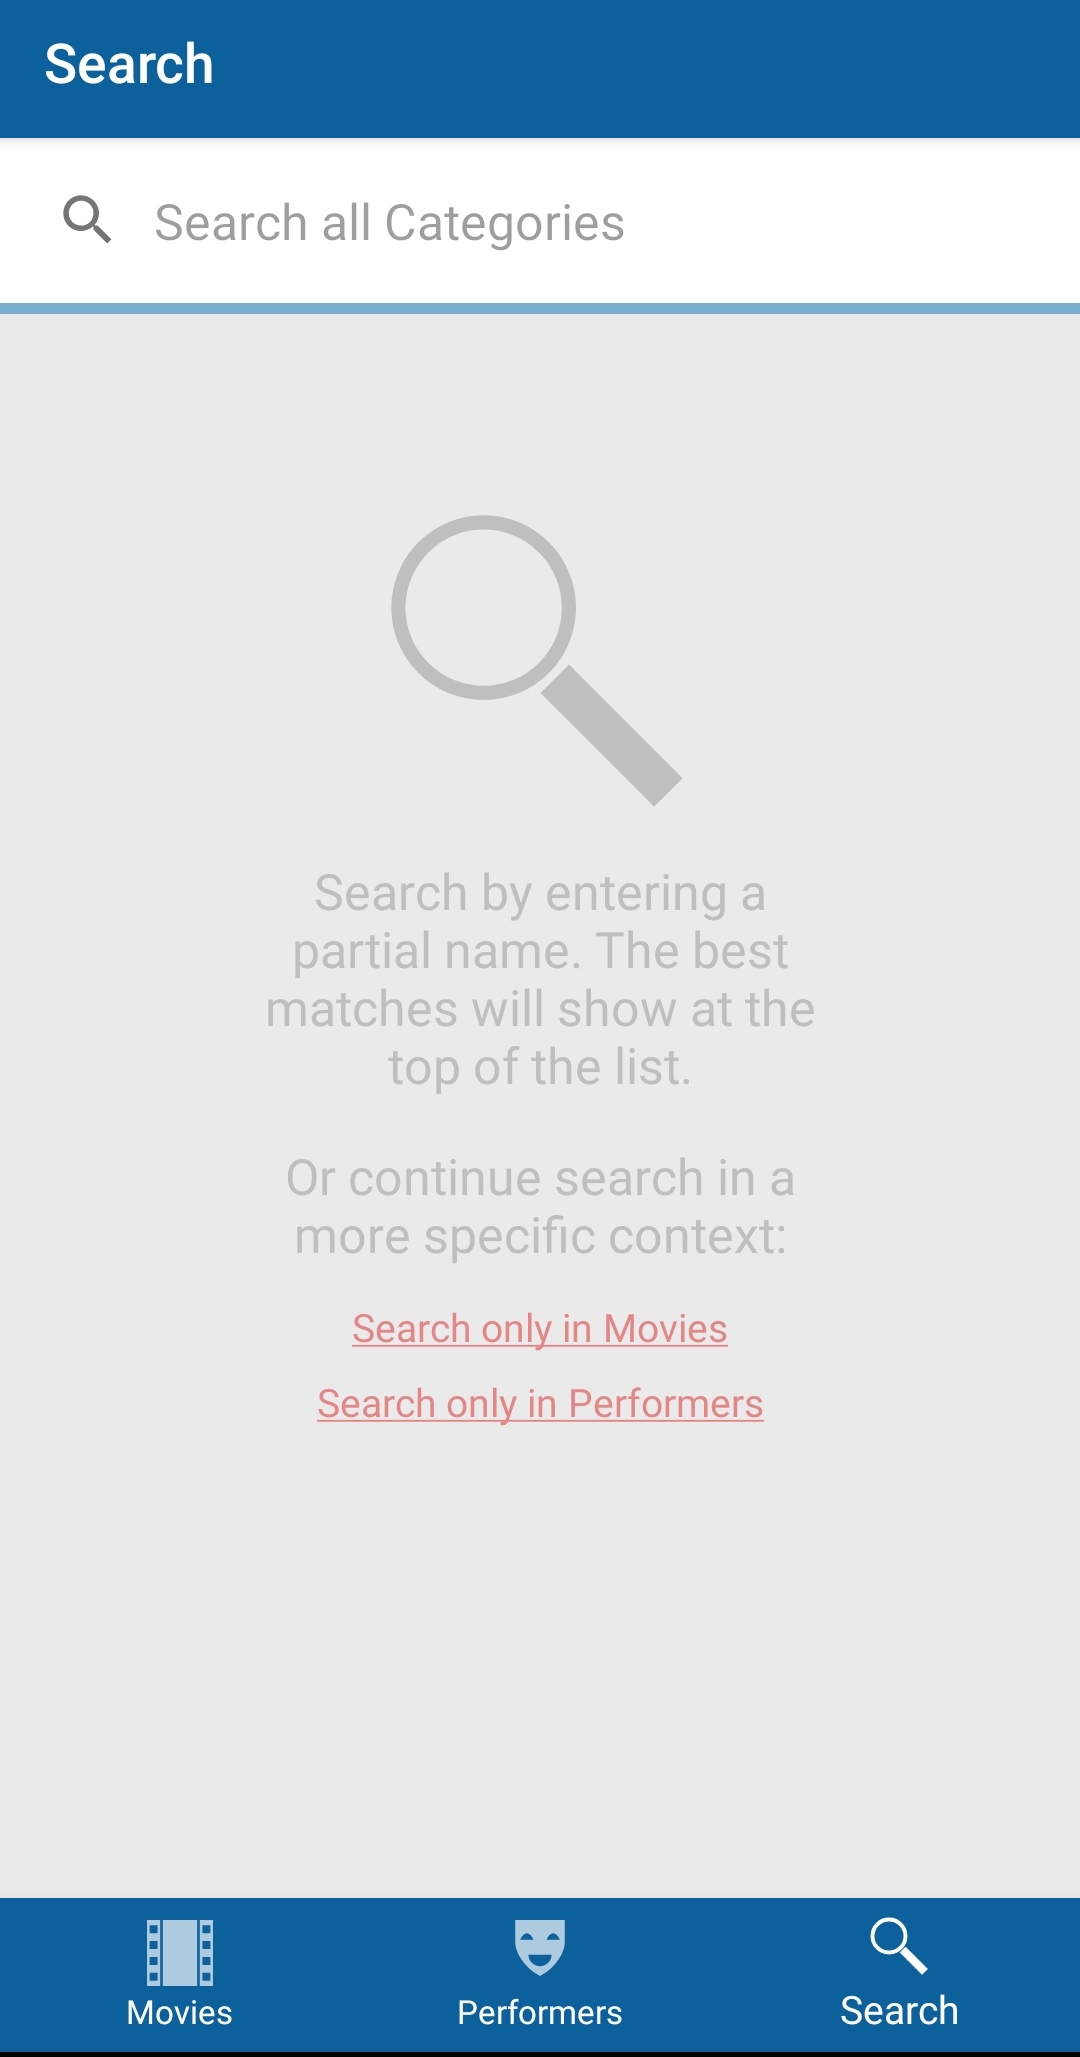 Search
Search all Categories
Search by entering a
partial name. The best
matches will show at the
top of the list.
Or continue search in a
more specific context:
Search only in Movies
Search only in Performers
Movies
Performers
Search